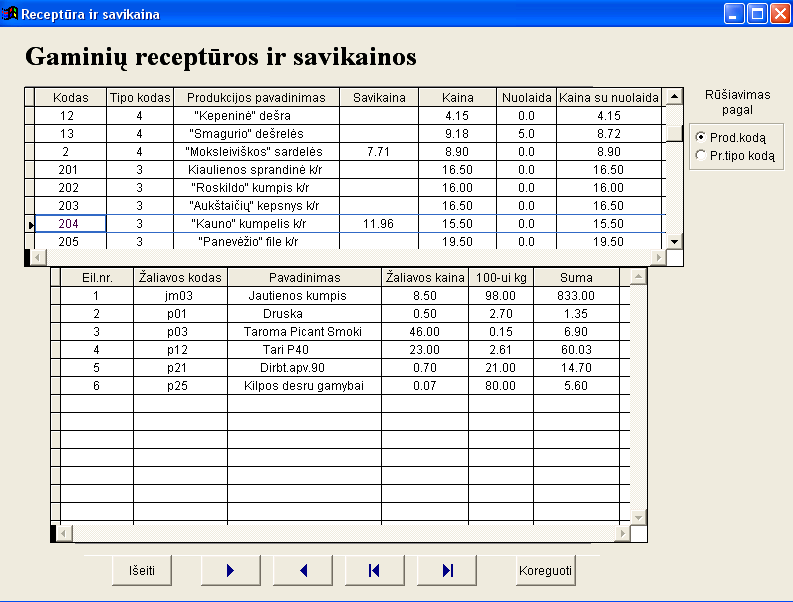 Receptūra ir savikaina
Gaminių receptūros ir savikainos
Kodas Tipo kodas Produkcijos pavadinimas Savikaina Kaina Nuolaida Kaina su nuolaida
12 4 "Kepeninė" dešra 4.15 0.0 4.15
13 4 "Smagurio" dešrelės 9.18 5.0 8.72
2 4 "Moksleiviškos" sardelės 7.71 8.90 0.0 8.90
201 3 Kiaulienos sprandinė k/r 16.50 0.0 16.50
202 3 "Roskildo" kumpis k/r 16.00 0.0 16.00
203 3 "Aukštaičių" kepsnys k/r 16.50 0.0 16.50
204 3 "Kauno" kumpelis k/r 11.96 15.50 0.0 15.50
205 3 "Panevėžio" file k/r 19.50 0.0 19.50
Rūšiavimas
pagal
Prod.kodą
Pr.tipo kodą
Eil.nr. Žaliavos kodas Pavadinimas Žaliavos kaina 100-ui kg Suma
1 jm03 Jautienos kumpis 8.50 98.00 833.00
2 p01 Druska 0.50 2.70 1.35
3 p03 Taroma Picant Smoki 46.00 0.15 6.90
4 p12 Tari P40 23.00 2.61 60.03
5 p21 Dirbt.apv.90 0.70 21.00 14.70
6 p25 Kilpos desru gamybai 0.07 80.00 5.60
Išeiti Koreguoti